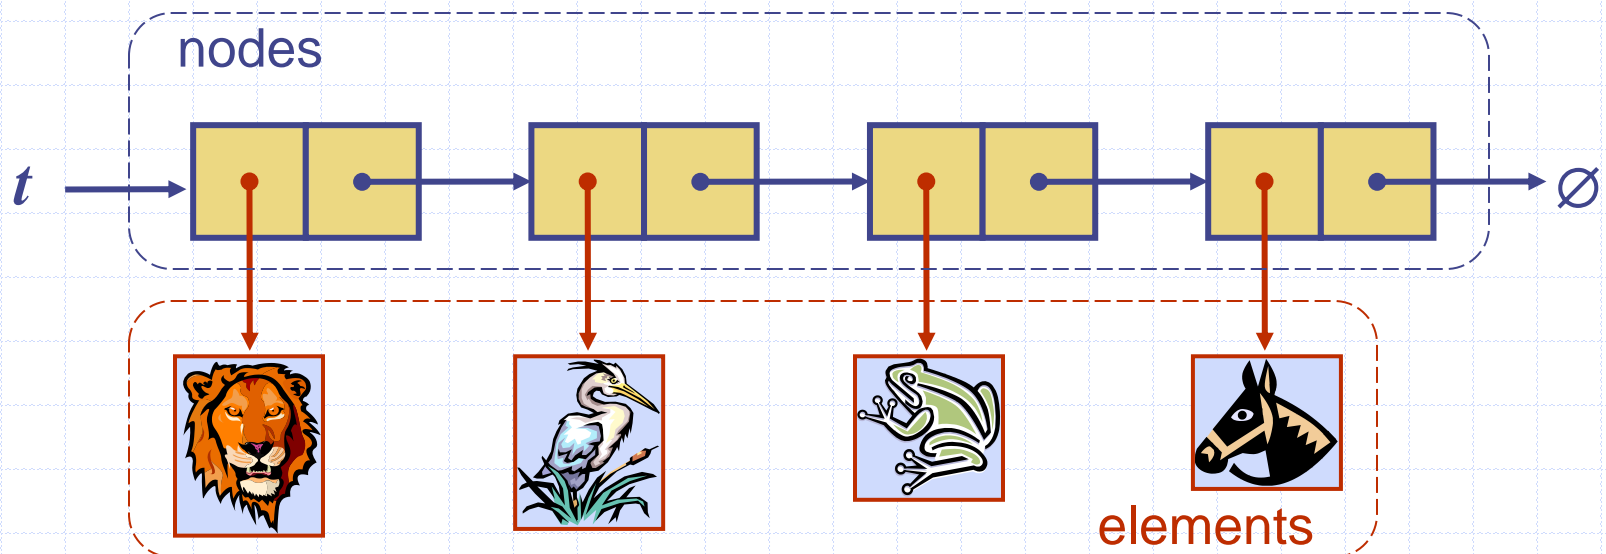 nodes
t
∅
elements